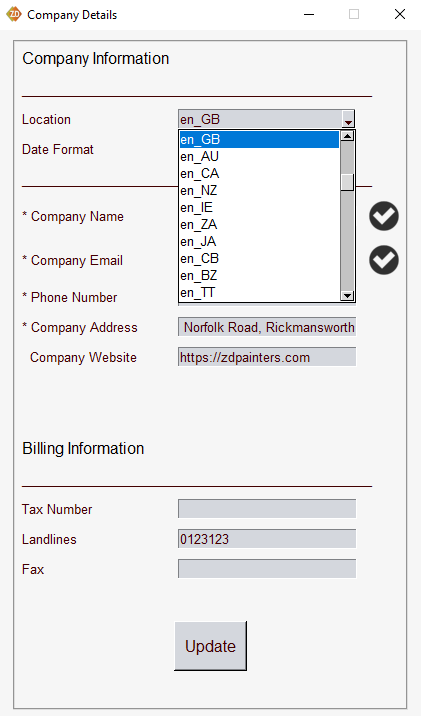 ZD Company Details
Company Information
Location en_GB
en_GB
Date Format
en_AU
en_CA
en_NZ
en_IE
* Company Name
en_ZA
en_JA
* Company Email
en_CB
en_BZ
* Phone Number
en_TT
* Company Address Norfolk Road, Rickmansworth
Company Website https://zdpainters.com
Billing Information
Tax Number
Landlines 0123123
Fax
Update